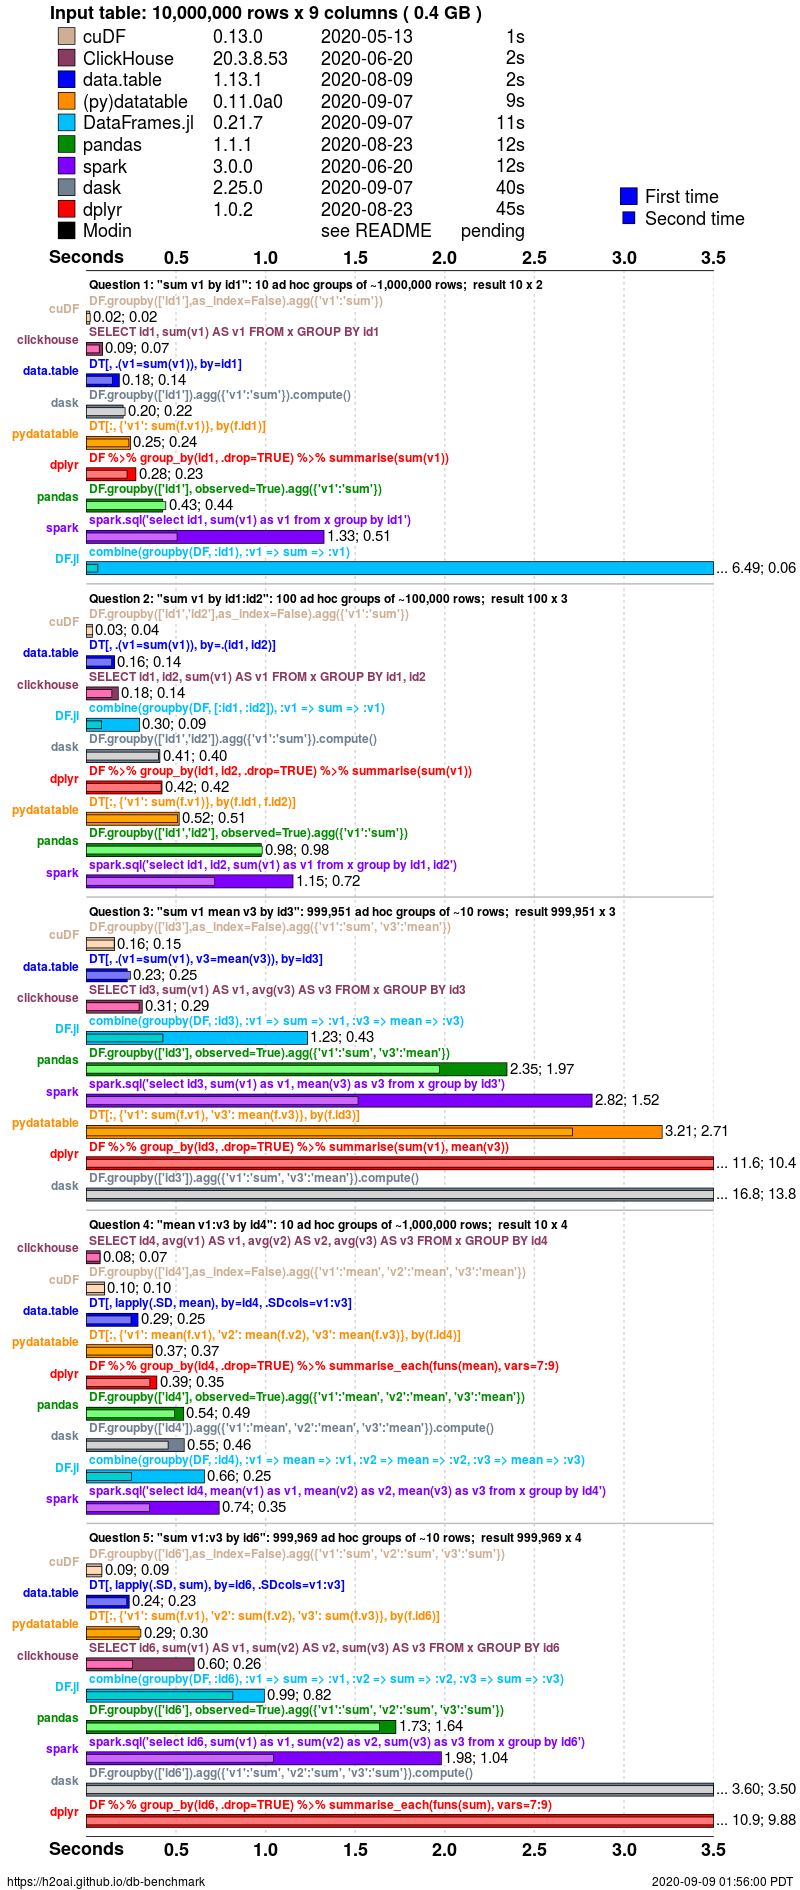 Input table: 10,000,000 rows x 9 columns ( 0.4 GB )
cuDF 0.13.0 2020-05-13 1s
ClickHouse 20.3.8.53 2020-06-20 2s
data.table 1.13.1 2020-08-09 2s
(py)datatable 0.11.0a0 2020-09-07 9s
DataFrames.jl 0.21.7 2020-09-07 11s
pandas 1.1.1 2020-08-23 12s
spark 3.0.0 2020-06-20 12s
dask 2.25.0 2020-09-07 40s
dplyr 1.0.2 2020-08-23 45s
Modin see README pending
First time
Second time
Seconds 0.5 1.0 1.5 2.0 2.5 3.0 3.5
Question 1: "sum v1 by id1": 10 ad hoc groups of ~1,000,000 rows;  result 10 x 2
DF.groupby(['id1'],as_index=False).agg({'v1':'sum'})
cuDF 0.02; 0.02
SELECT id1, sum(v1) AS v1 FROM x GROUP BY id1
clickhouse 0.09; 0.07
DT[, .(v1=sum(v1)), by=id1]
data.table 0.18; 0.14
DF.groupby(['id1']).agg({'v1':'sum'}).compute()
dask 0.20; 0.22
DT[:, {'v1': sum(f.v1)}, by(f.id1)]
pydatatable 0.25; 0.24
DF %>% group_by(id1, .drop=TRUE) %>% summarise(sum(v1))
dplyr 0.28; 0.23
DF.groupby(['id1'], observed=True).agg({'v1':'sum'})
pandas 0.43; 0.44
spark.sql('select id1, sum(v1) as v1 from x group by id1')
spark 1.33; 0.51
combine(groupby(DF, :id1), :v1 => sum => :v1)
DF.jl ... 6.49; 0.06
Question 2: "sum v1 by id1:id2": 100 ad hoc groups of ~100,000 rows;  result 100 x 3
DF.groupby(['id1','id2'],as_index=False).agg({'v1':'sum'})
cuDF 0.03; 0.04
DT[, .(v1=sum(v1)), by=.(id1, id2)]
data.table 0.16; 0.14
SELECT id1, id2, sum(v1) AS v1 FROM x GROUP BY id1, id2
clickhouse 0.18; 0.14
combine(groupby(DF, [:id1, :id2]), :v1 => sum => :v1)
DF.jl 0.30; 0.09
DF.groupby(['id1','id2']).agg({'v1':'sum'}).compute()
dask 0.41; 0.40
DF %>% group_by(id1, id2, .drop=TRUE) %>% summarise(sum(v1))
dplyr 0.42; 0.42
DT[:, {'v1': sum(f.v1)}, by(f.id1, f.id2)]
pydatatable 0.52; 0.51
DF.groupby(['id1','id2'], observed=True).agg({'v1':'sum'})
pandas 0.98; 0.98
spark.sql('select id1, id2, sum(v1) as v1 from x group by id1, id2')
spark 1.15; 0.72
Question 3: "sum v1 mean v3 by id3": 999,951 ad hoc groups of ~10 rows;  result 999,951 x 3
DF.groupby(['id3'],as_index=False).agg({'v1':'sum', 'v3':'mean'})
cuDF 0.16; 0.15
DT[, .(v1=sum(v1), v3=mean(v3)), by=id3]
data.table 0.23; 0.25
SELECT id3, sum(v1) AS v1, avg(v3) AS v3 FROM x GROUP BY id3
clickhouse 0.31; 0.29
combine(groupby(DF, :id3), :v1 => sum => :v1, :v3 => mean => :v3)
DF.jl 1.23; 0.43
DF.groupby(['id3'], observed=True).agg({'v1':'sum', 'v3':'mean'})
pandas 2.35; 1.97
spark.sql('select id3, sum(v1) as v1, mean(v3) as v3 from x group by id3')
spark 2.82; 1.52
DT[:, {'v1': sum(f.v1), 'v3': mean(f.v3)}, by(f.id3)]
pydatatable 3.21; 2.71
DF %>% group_by(id3, .drop=TRUE) %>% summarise(sum(v1), mean(v3))
dplyr ... 11.6; 10.4
DF.groupby(['id3']).agg({'v1':'sum', 'v3':'mean'}).compute()
dask ... 16.8; 13.8
Question 4: "mean v1:v3 by id4": 10 ad hoc groups of ~1,000,000 rows;  result 10 x 4
SELECT id4, avg(v1) AS v1, avg(v2) AS v2, avg(v3) AS v3 FROM x GROUP BY id4
clickhouse 0.08; 0.07
DF.groupby(['id4'],as_index=False).agg({'v1':'mean', 'v2':'mean', 'v3':'mean'})
cuDF 0.10; 0.10
DT[, lapply(.SD, mean), by=id4, .SDcols=v1:v3]
data.table 0.29; 0.25
DT[:, {'v1': mean(f.v1), 'v2': mean(f.v2), 'v3': mean(f.v3)}, by(f.id4)]
pydatatable 0.37; 0.37
DF %>% group_by(id4, .drop=TRUE) %>% summarise_each(funs(mean), vars=7:9)
dplyr 0.39; 0.35
DF.groupby(['id4'], observed=True).agg({'v1':'mean', 'v2':'mean', 'v3':'mean'})
pandas 0.54; 0.49
DF.groupby(['id4']).agg({'v1':'mean', 'v2':'mean', 'v3':'mean'}).compute()
dask 0.55; 0.46
combine(groupby(DF, :id4), :v1 => mean => :v1, :v2 => mean => :v2, :v3 => mean => :v3)
DF.jl 0.66; 0.25
spark.sql('select id4, mean(v1) as v1, mean(v2) as v2, mean(v3) as v3 from x group by id4')
spark 0.74; 0.35
Question 5: "sum v1:v3 by id6": 999,969 ad hoc groups of ~10 rows;  result 999,969 x 4
DF.groupby(['id6'],as_index=False).agg({'v1':'sum', 'v2':'sum', 'v3':'sum'})
cuDF 0.09; 0.09
DT[, lapply(.SD, sum), by=id6, .SDcols=v1:v3]
data.table 0.24; 0.23
DT[:, {'v1': sum(f.v1), 'v2': sum(f.v2), 'v3': sum(f.v3)}, by(f.id6)]
pydatatable 0.29; 0.30
SELECT id6, sum(v1) AS v1, sum(v2) AS v2, sum(v3) AS v3 FROM x GROUP BY id6
clickhouse 0.60; 0.26
combine(groupby(DF, :id6), :v1 => sum => :v1, :v2 => sum => :v2, :v3 => sum => :v3)
DF.jl 0.99; 0.82
DF.groupby(['id6'], observed=True).agg({'v1':'sum', 'v2':'sum', 'v3':'sum'})
pandas 1.73; 1.64
spark.sql('select id6, sum(v1) as v1, sum(v2) as v2, sum(v3) as v3 from x group by id6')
spark 1.98; 1.04
DF.groupby(['id6']).agg({'v1':'sum', 'v2':'sum', 'v3':'sum'}).compute()
dask ... 3.60; 3.50
DF %>% group_by(id6, .drop=TRUE) %>% summarise_each(funs(sum), vars=7:9)
dplyr ... 10.9; 9.88
Seconds 0.5 1.0 1.5 2.0 2.5 3.0 3.5
https://h2oai.github.io/db-benchmark 2020-09-09 01:56:00 PDT